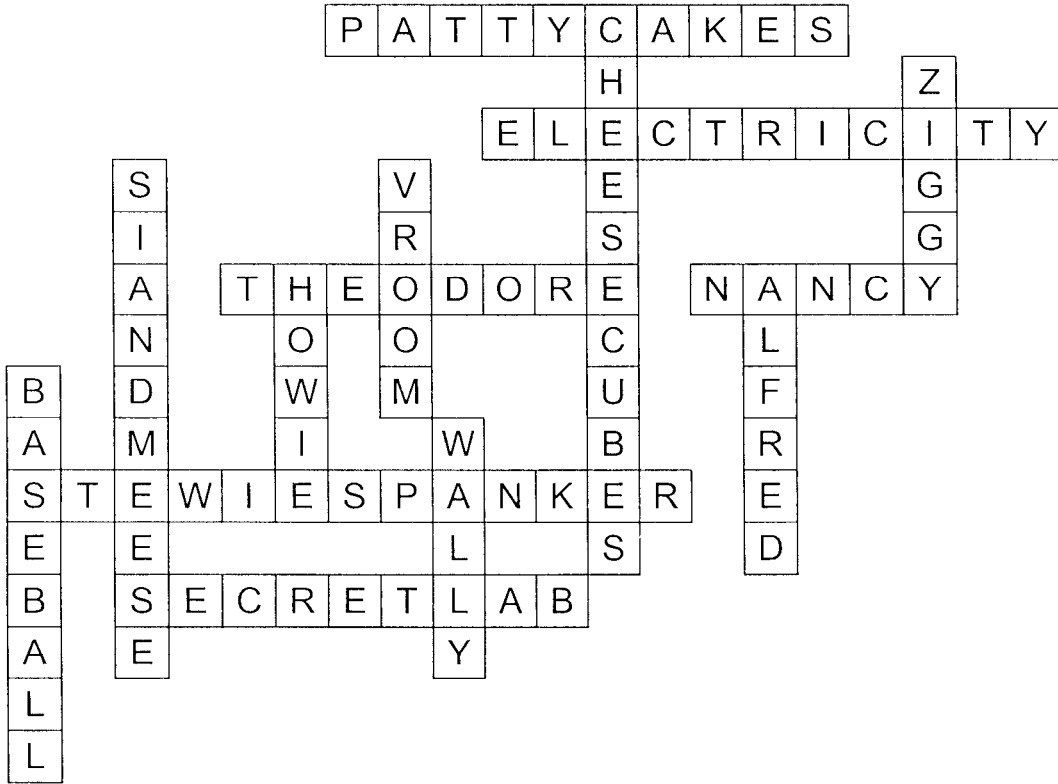 PATTYCAKES
CHEESECUBES
ZIGGY
ELECTRICITY
SIANDMEESE
VROOM
THEODORE
HOWIE
NANCY
ALFRED
BASEBALL
WALLY
STEWIESPANKER
SECRETLAB